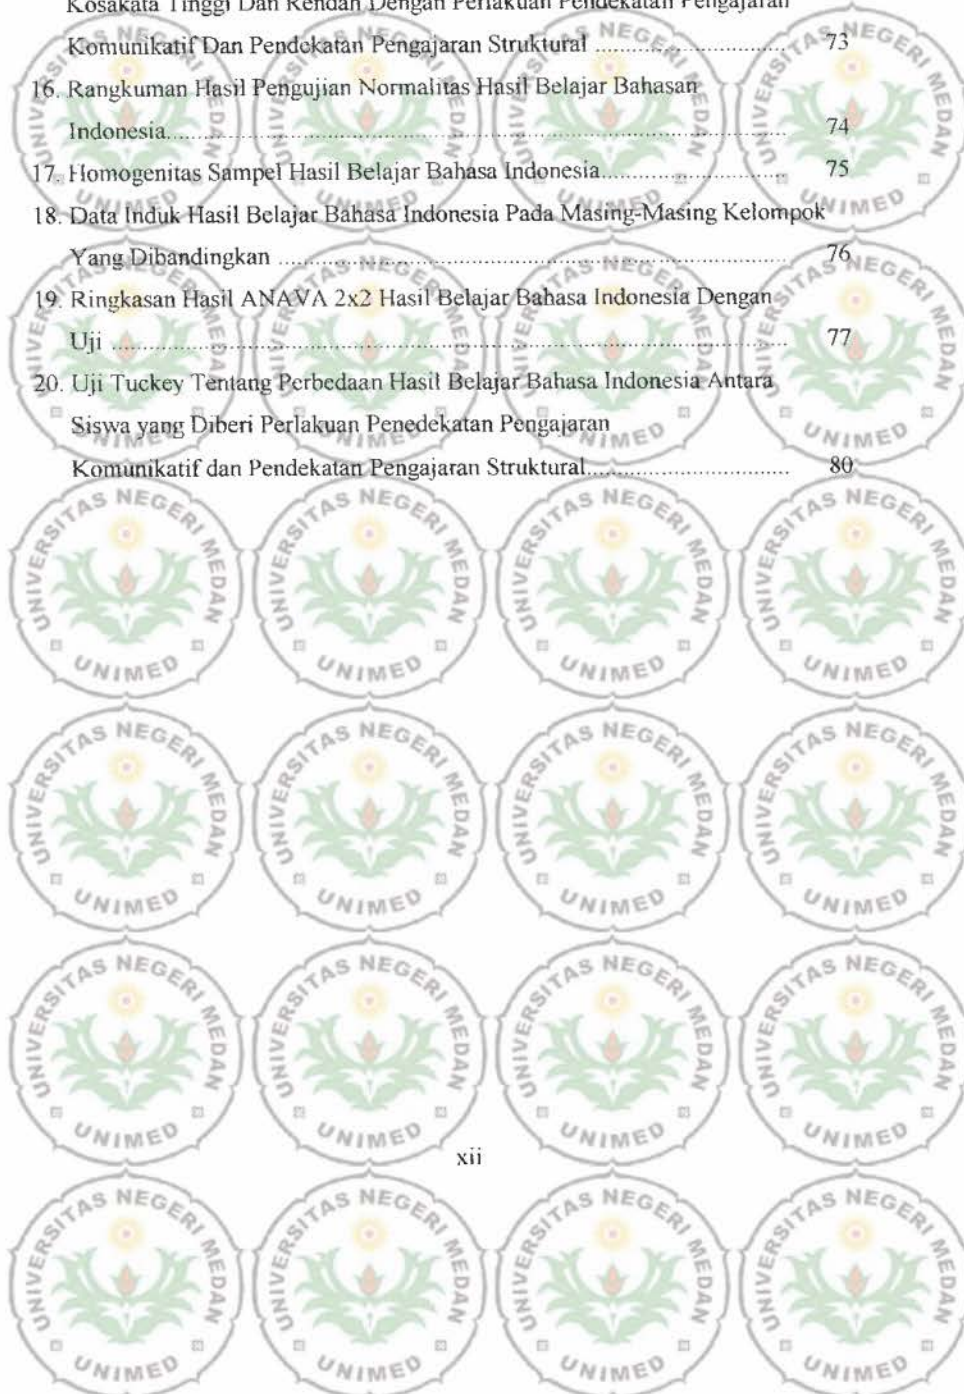 Kosakata Tinggi Dan Rendah Dengan Perlakuan Pendekatan Pengajaran
Komunikatif Dan Pendekatan Pengajaran Struktural ................................ 73
16. Rangkuman Hasil Pengujian Normalitas Hasil Belajar Bahasan
Indonesia.................................................................................................... 74
17. Homogenitas Sampel Hasil Belajar Bahasa Indonesia.............................. 75
18. Data Induk Hasil Belajar Bahasa Indonesia Pada Masing-Masing Kelompok
Yang Dibandingkan ................................................................................... 76
19. Ringkasan Hasil ANAVA 2x2 Hasil Belajar Bahasa Indonesia Dengan
Uji .............................................................................................................. 77
20. Uji Tuckey Tentang Perbedaan Hasil Belajar Bahasa Indonesia Antara
Siswa yang Diberi Perlakuan Penedekatan Pengajaran
Komunikatif dan Pendekatan Pengajaran Struktural................................. 80
xii